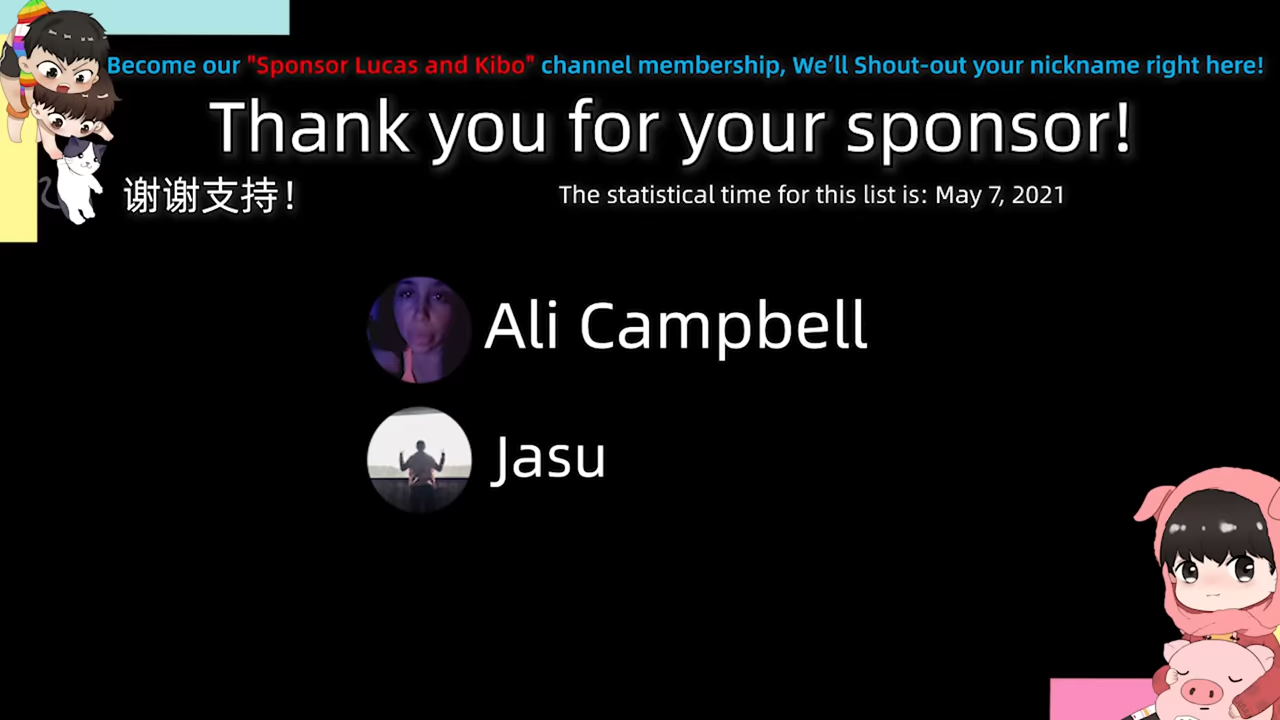 Become our "Sponsor Lucas and Kibo" channel membership, We’ll Shout-out your nickname right here!
Thank you for your sponsor!
谢谢支持!
The statistical time for this list is: May 7, 2021
Ali Campbell
Jasu